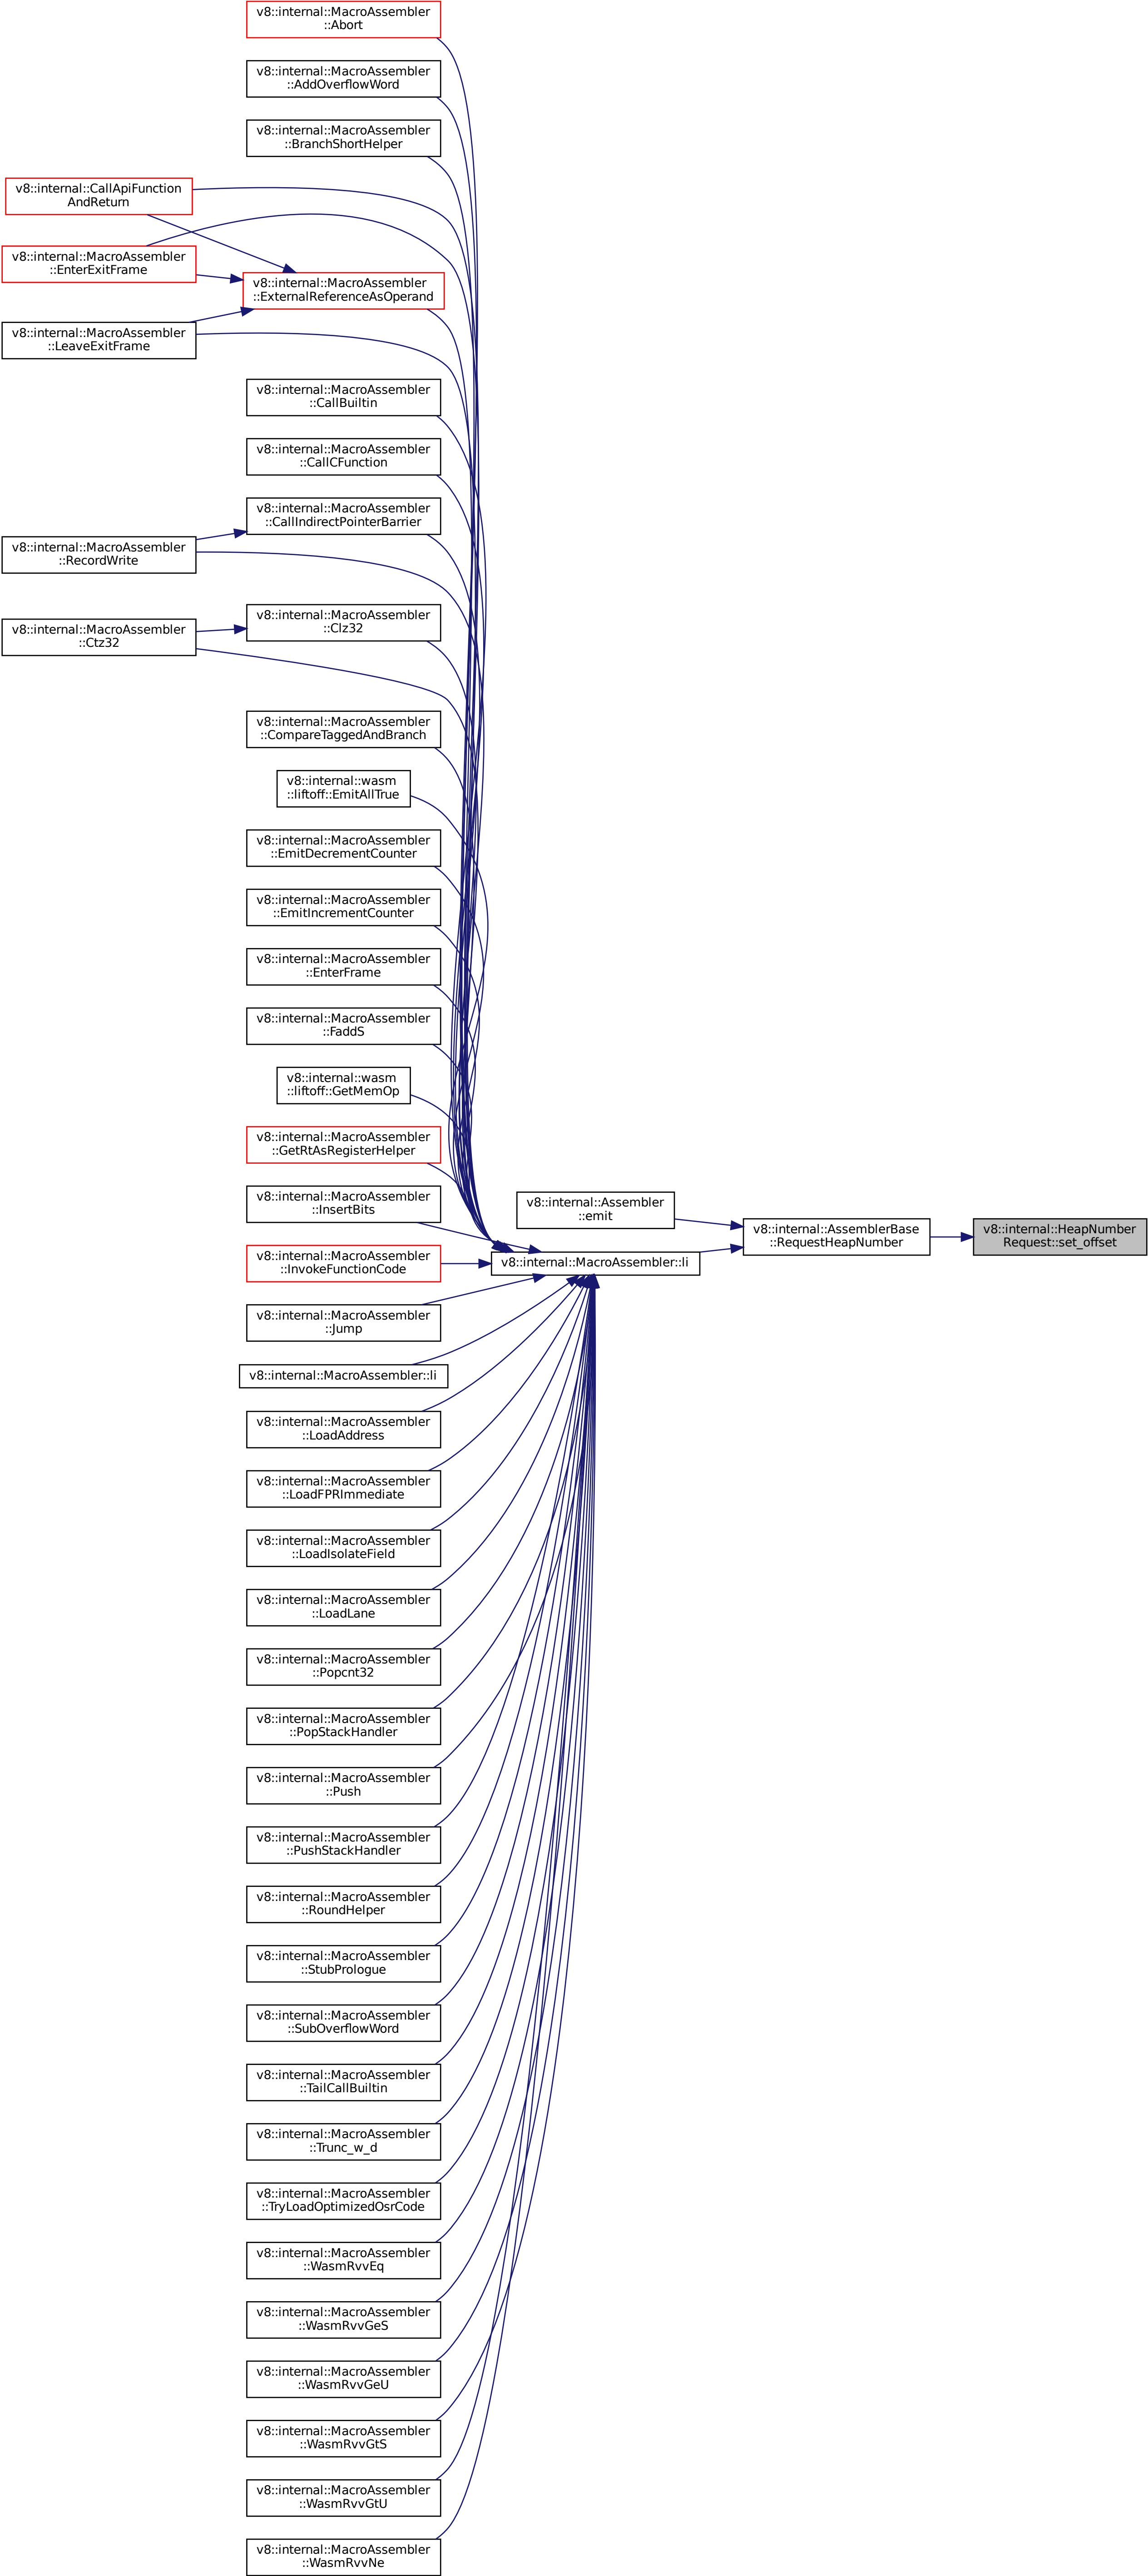 v8::internal::MacroAssembler
::Abort
v8::internal::MacroAssembler
::AddOverflowWord
v8::internal::MacroAssembler
::BranchShortHelper
v8::internal::CallApiFunction
AndReturn
v8::internal::MacroAssembler
::EnterExitFrame
v8::internal::MacroAssembler
::ExternalReferenceAsOperand
v8::internal::MacroAssembler
::LeaveExitFrame
v8::internal::MacroAssembler
::CallBuiltin
v8::internal::MacroAssembler
::CallCFunction
v8::internal::MacroAssembler
::CallIndirectPointerBarrier
v8::internal::MacroAssembler
::RecordWrite
v8::internal::MacroAssembler
::Clz32
v8::internal::MacroAssembler
::Ctz32
v8::internal::MacroAssembler
::CompareTaggedAndBranch
v8::internal::wasm
::liftoff::EmitAllTrue
v8::internal::MacroAssembler
::EmitDecrementCounter
v8::internal::MacroAssembler
::EmitIncrementCounter
v8::internal::MacroAssembler
::EnterFrame
v8::internal::MacroAssembler
::FaddS
v8::internal::wasm
::liftoff::GetMemOp
v8::internal::MacroAssembler
::GetRtAsRegisterHelper
v8::internal::MacroAssembler
::InsertBits
v8::internal::Assembler
::emit
v8::internal::AssemblerBase
::RequestHeapNumber
v8::internal::HeapNumber
Request::set_offset
v8::internal::MacroAssembler
::InvokeFunctionCode
v8::internal::MacroAssembler::li
v8::internal::MacroAssembler
::Jump
v8::internal::MacroAssembler::li
v8::internal::MacroAssembler
::LoadAddress
v8::internal::MacroAssembler
::LoadFPRImmediate
v8::internal::MacroAssembler
::LoadIsolateField
v8::internal::MacroAssembler
::LoadLane
v8::internal::MacroAssembler
::Popcnt32
v8::internal::MacroAssembler
::PopStackHandler
v8::internal::MacroAssembler
::Push
v8::internal::MacroAssembler
::PushStackHandler
v8::internal::MacroAssembler
::RoundHelper
v8::internal::MacroAssembler
::StubPrologue
v8::internal::MacroAssembler
::SubOverflowWord
v8::internal::MacroAssembler
::TailCallBuiltin
v8::internal::MacroAssembler
::Trunc_w_d
v8::internal::MacroAssembler
::TryLoadOptimizedOsrCode
v8::internal::MacroAssembler
::WasmRvvEq
v8::internal::MacroAssembler
::WasmRvvGeS
v8::internal::MacroAssembler
::WasmRvvGeU
v8::internal::MacroAssembler
::WasmRvvGtS
v8::internal::MacroAssembler
::WasmRvvGtU
v8::internal::MacroAssembler
::WasmRvvNe